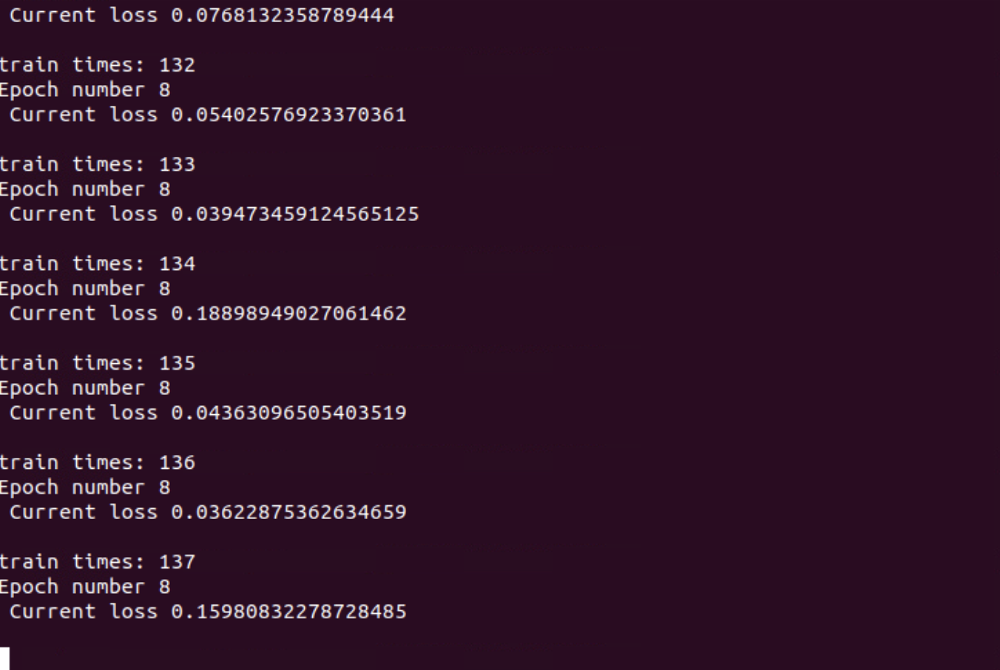 Current loss 0.0768132358789444
train times: 132
Epoch number 8
Current loss 0.05402576923370361
train times: 133
Epoch number 8
Current loss 0.039473459124565125
train times: 134
Epoch number 8
Current loss 0.18898949027061462
train times: 135
Epoch number 8
Current loss 0.04363096505403519
train times: 136
Epoch number 8
Current loss 0.03622875362634659
train times: 137
Epoch number 8
Current loss 0.15980832278728485